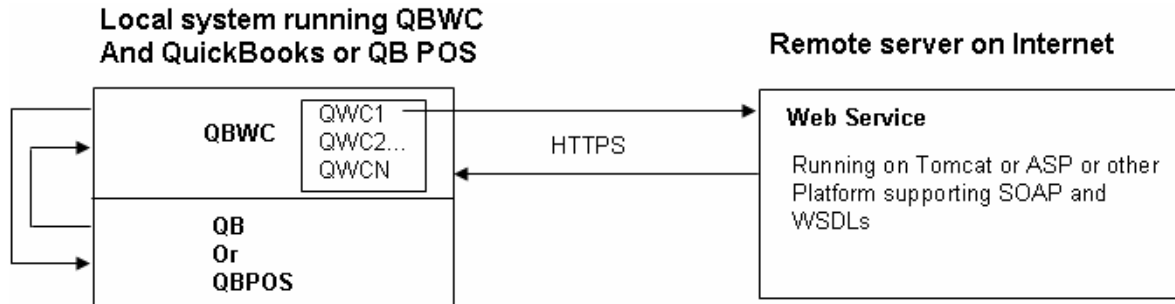 Local system running QBWC
And QuickBooks or QB POS
Remote server on Internet
QBWC
QWC1
QWC2...
QWCN
HTTPS
Web Service
Running on Tomcat or ASP or other
Platform supporting SOAP and
WSDLs
QB
Or
QBPOS